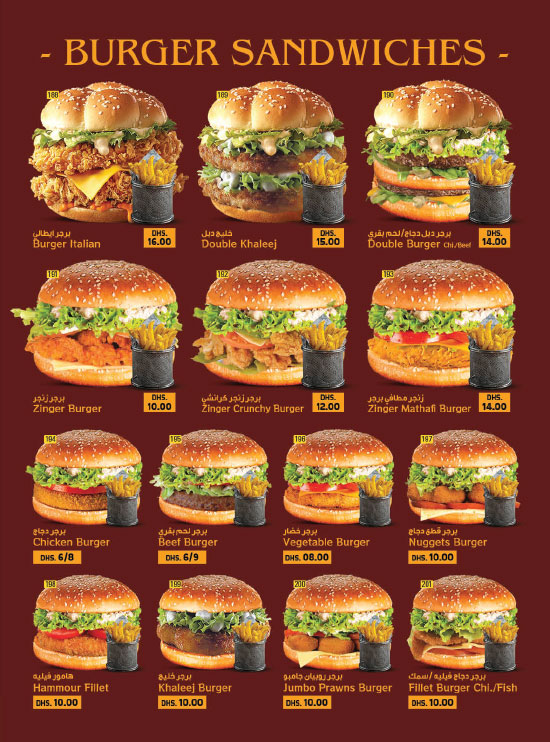 - BURGER SANDWICHES -
188
189
190
برجر ايطالي
Burger Italian
DHS.
16.00
خليج دبل
Double Khaleej
DHS.
15.00
برجر دبل دجاج/لحم بقري
Double Burger Chi./Beef
DHS.
14.00
191
192
193
برجر زنجر
Zinger Burger
DHS.
10.00
برجر زنجر كرانشي
Zinger Crunchy Burger
DHS.
12.00
زنجر مطافي برجر
Zinger Mathafi Burger
DHS.
14.00
194
195
196
197
برجر دجاج
Chicken Burger
DHS. 6/8
برجر لحم بقري
Beef Burger
DHS. 6/9
برجر خضار
Vegetable Burger
DHS. 08.00
برجر قطع دجاج
Nuggets Burger
DHS. 10.00
198
199
200
201
هامور فيليه
Hammour Fillet
DHS. 10.00
برجر خليج
Khaleej Burger
DHS. 10.00
برجر روبيان جامبو
Jumbo Prawns Burger
DHS. 10.00
برجر دجاج فيليه /سمك
Fillet Burger Chi./Fish
DHS. 10.00